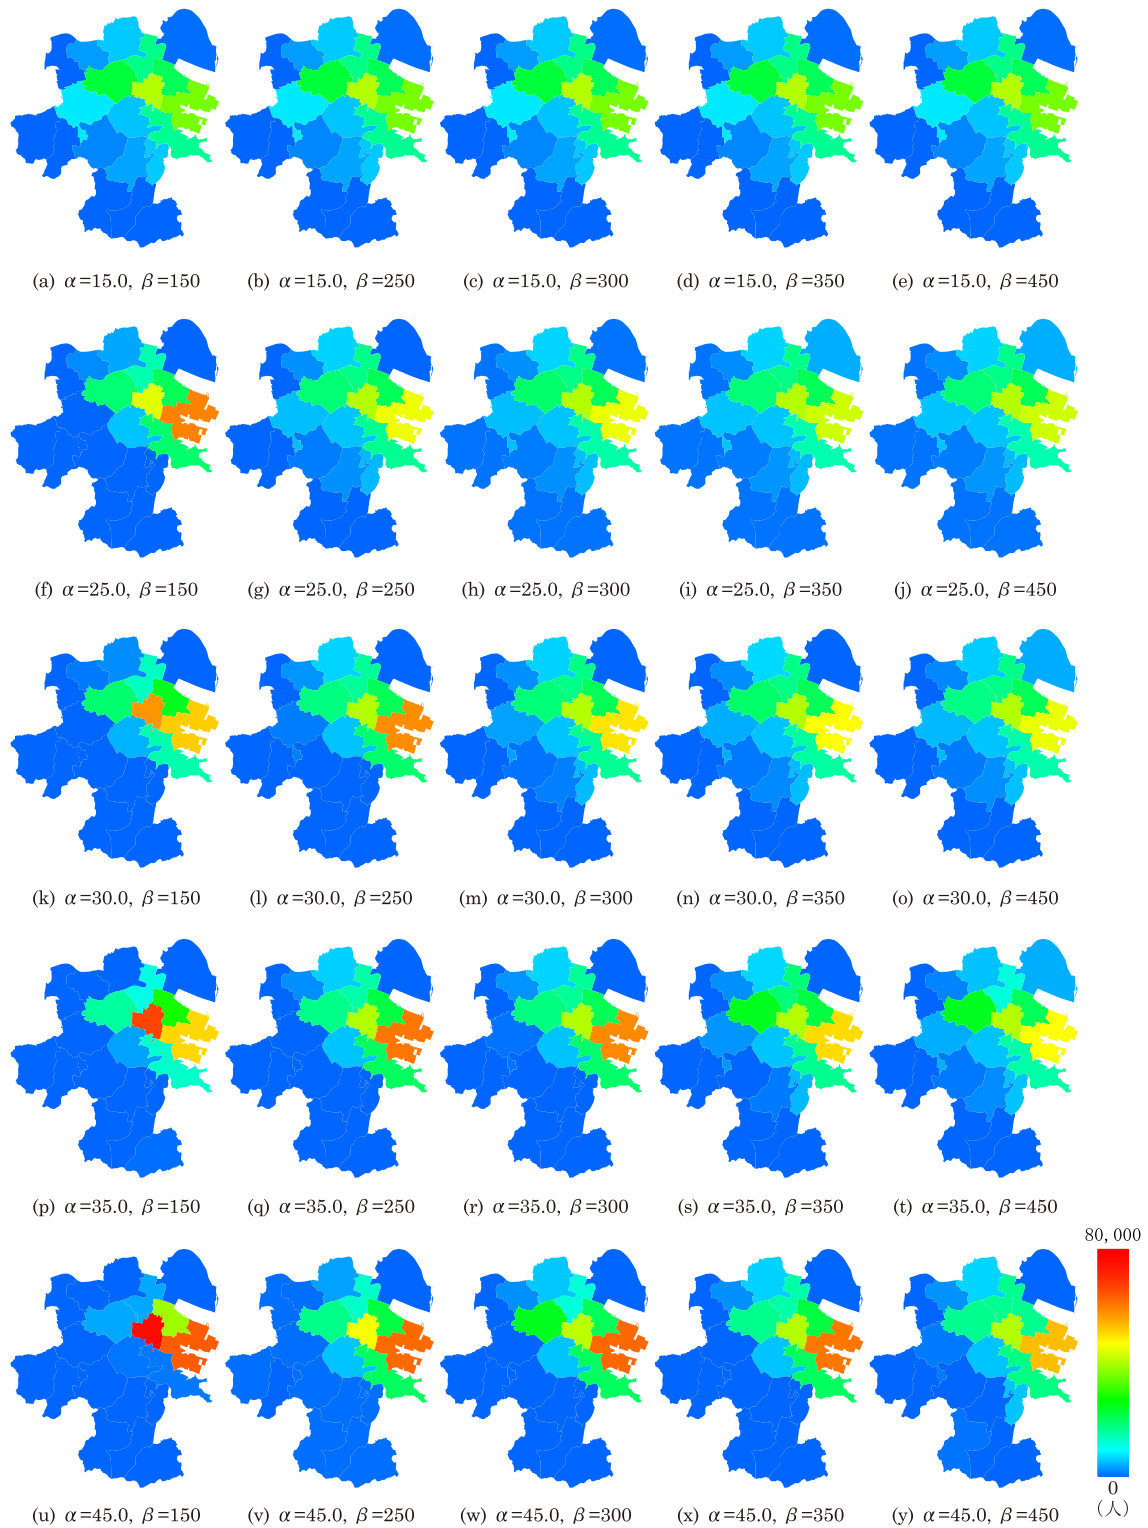 (a) α=15.0, β=150
(b) α=15.0, β=250
(c) α=15.0, β=300
(d) α=15.0, β=350
(e) α=15.0, β=450
(f) α=25.0, β=150
(g) α=25.0, β=250
(h) α=25.0, β=300
(i) α=25.0, β=350
(j) α=25.0, β=450
(k) α=30.0, β=150
(l) α=30.0, β=250
(m) α=30.0, β=300
(n) α=30.0, β=350
(o) α=30.0, β=450
(p) α=35.0, β=150
(q) α=35.0, β=250
(r) α=35.0, β=300
(s) α=35.0, β=350
(t) α=35.0, β=450
80,000
0
(人)
(u) α=45.0, β=150
(v) α=45.0, β=250
(w) α=45.0, β=300
(x) α=45.0, β=350
(y) α=45.0, β=450